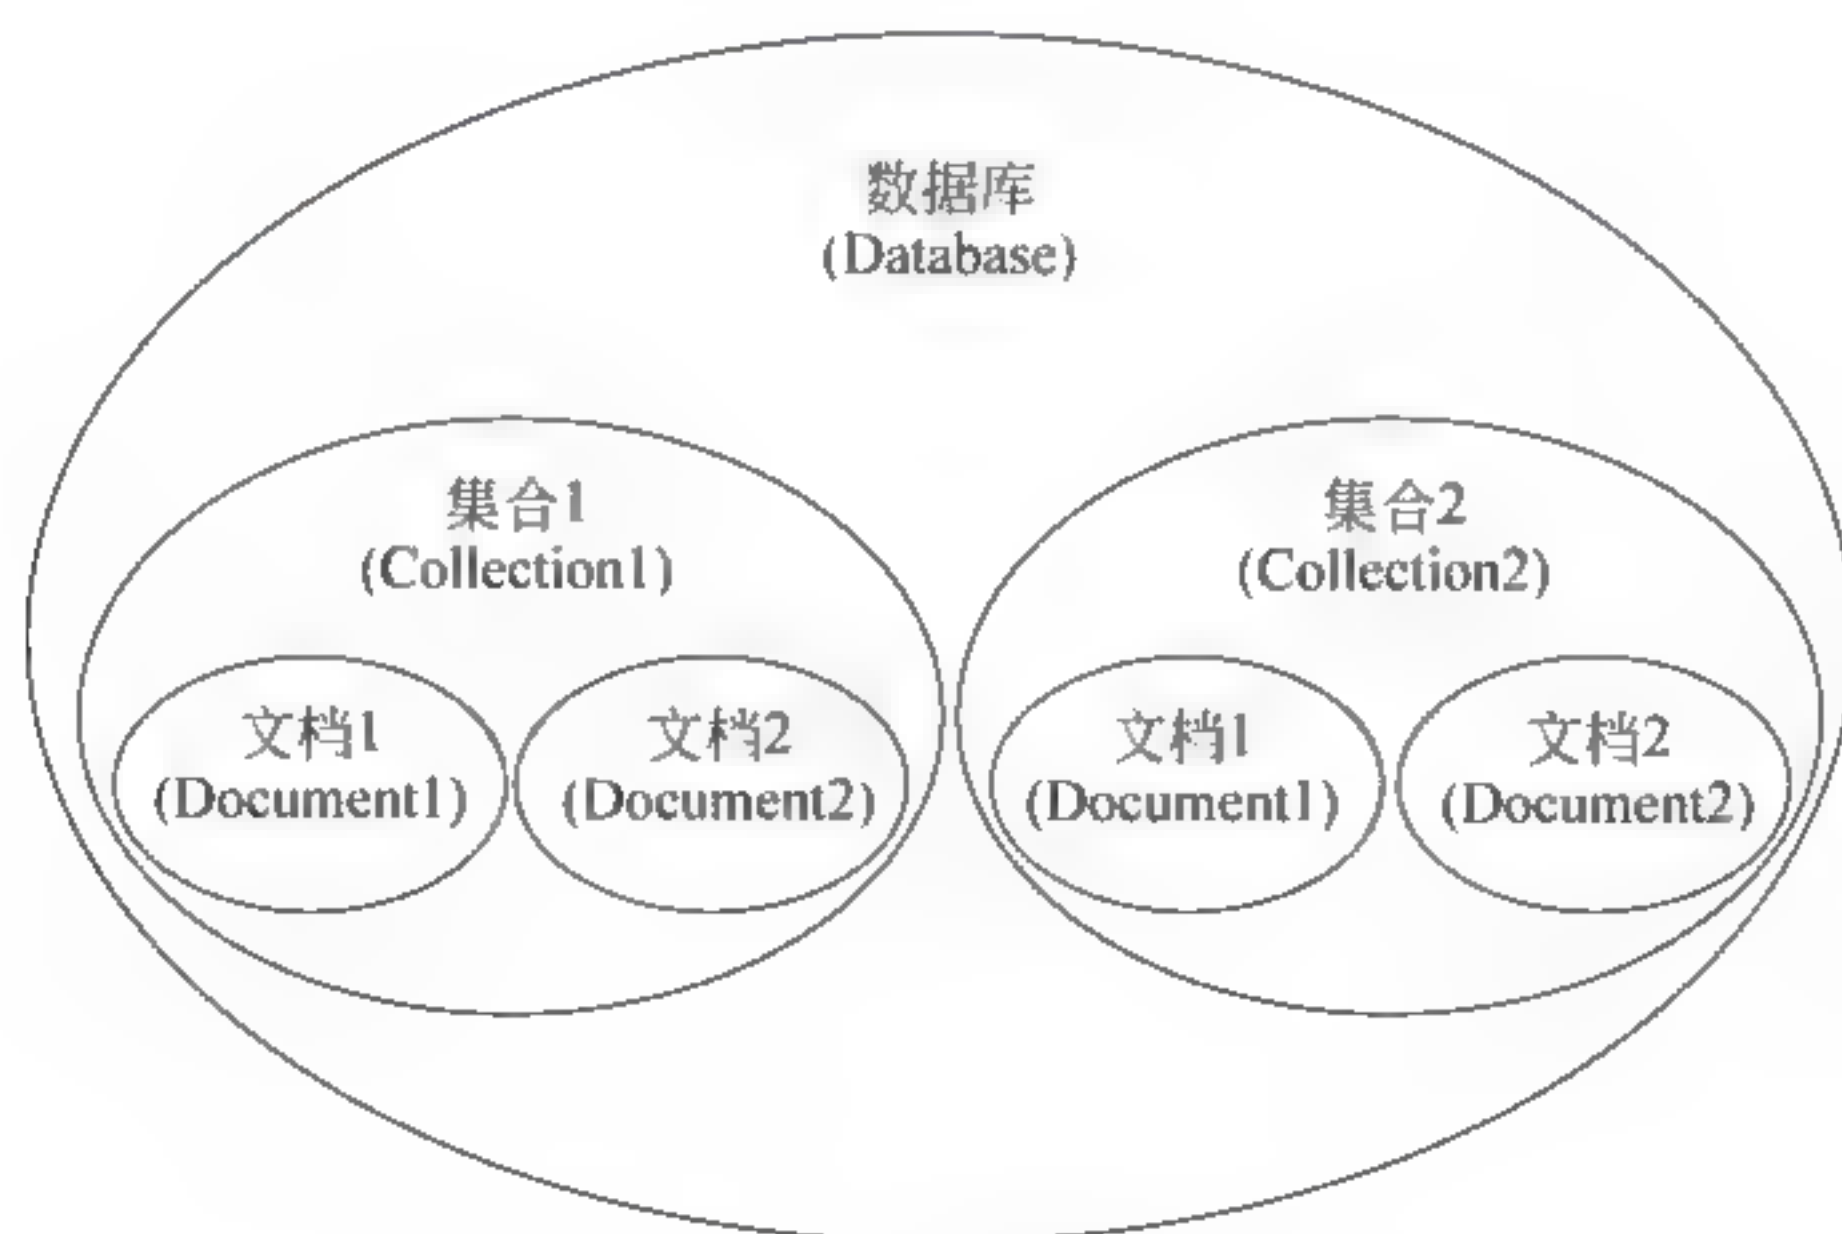 数据库
(Database)
集合1
(Collection1)
集合2
(Collection2)
文档1
(Document1)
文档2
(Document2)
文档1
(Document1)
文档2
(Document2)